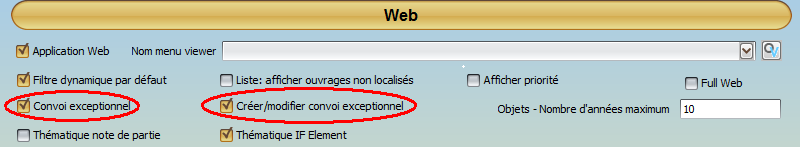 Web
Application Web Nom menu viewer
Filtre dynamique par défaut Liste: afficher ouvrages non localisés Afficher priorité Full Web
Convoi exceptionnel Créer/modifier convoi exceptionnel Objets - Nombre d'années maximum 10
Thématique note de partie Thématique IF Element